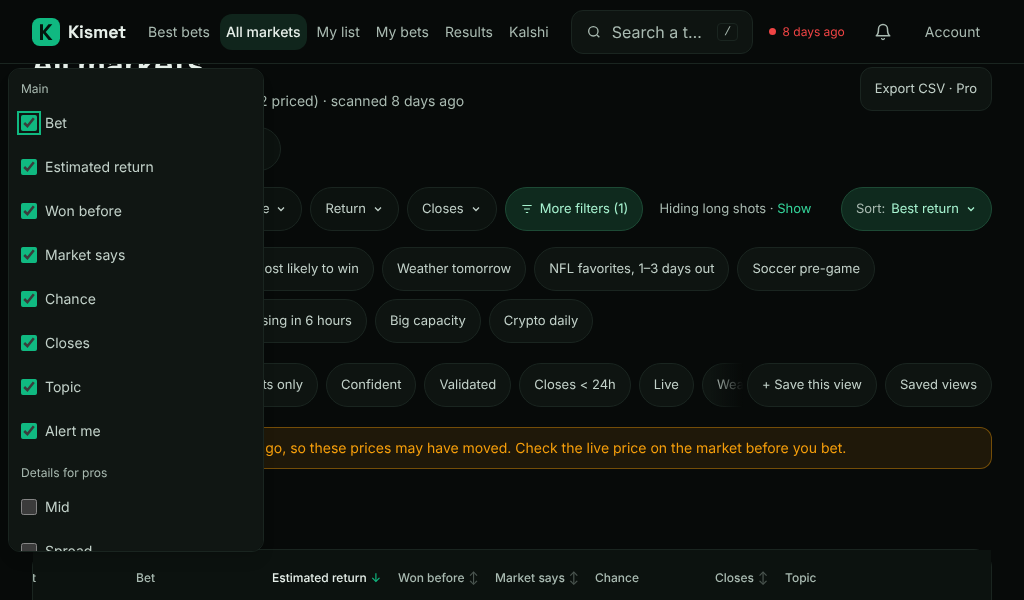 Kismet
Best bets
All markets
My list
My bets
Results
Kalshi
Search a t...
/
8 days ago
Account
All markets
priced) · scanned 8 days ago
Export CSV · Pro
Main
Bet
Estimated return
Won before
Market says
Chance
Closes
Topic
Alert me
Details for pros
Mid
Spread
Return
Closes
More filters (1)
Hiding long shots · Show
Sort: Best return
likely to win
Weather tomorrow
NFL favorites, 1–3 days out
Soccer pre-game
in 6 hours
Big capacity
Crypto daily
only
Confident
Validated
Closes < 24h
Live
+ Save this view
Saved views
go, so these prices may have moved. Check the live price on the market before you bet.
Bet
Estimated return
Won before
Market says
Chance
Closes
Topic